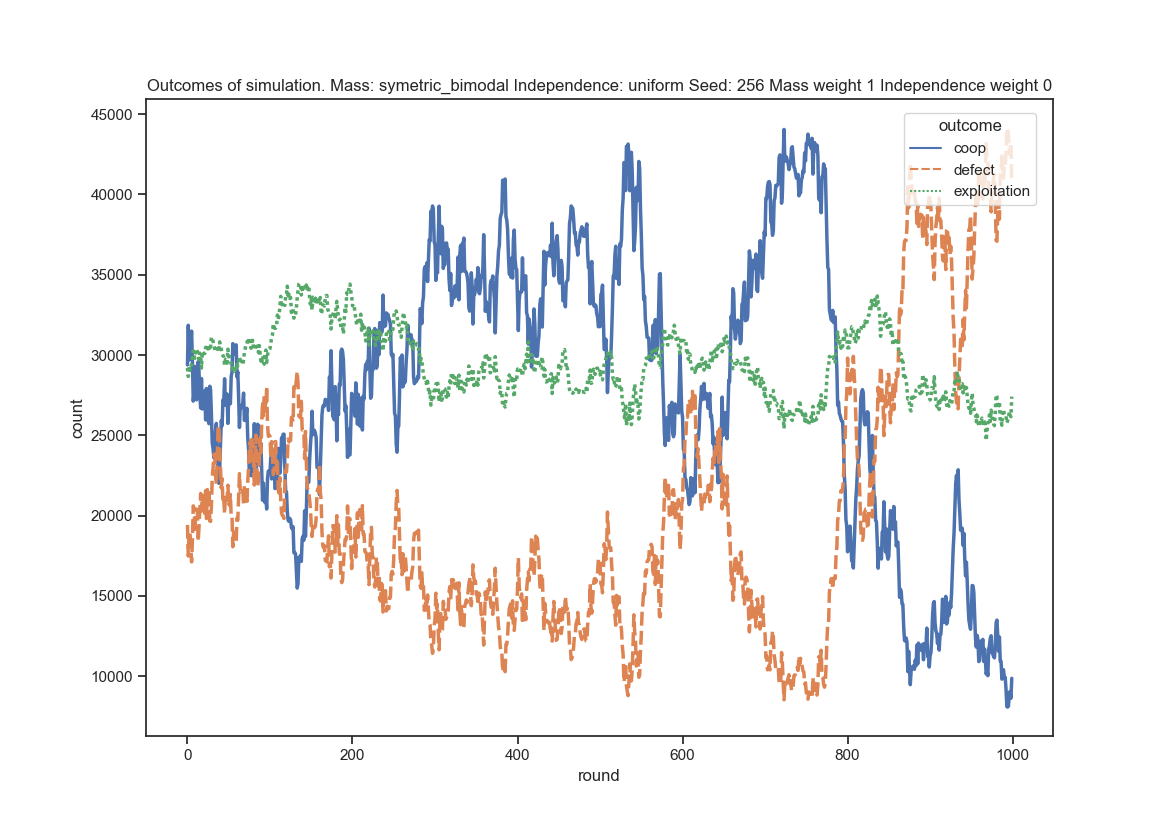 Outcomes of simulation. Mass: symetric_bimodal Independence: uniform Seed: 256 Mass weight 1 Independence weight 0
45000
40000
35000
30000
25000
20000
15000
10000
count
outcome
coop
defect
exploitation
0 200 400 600 800 1000
round